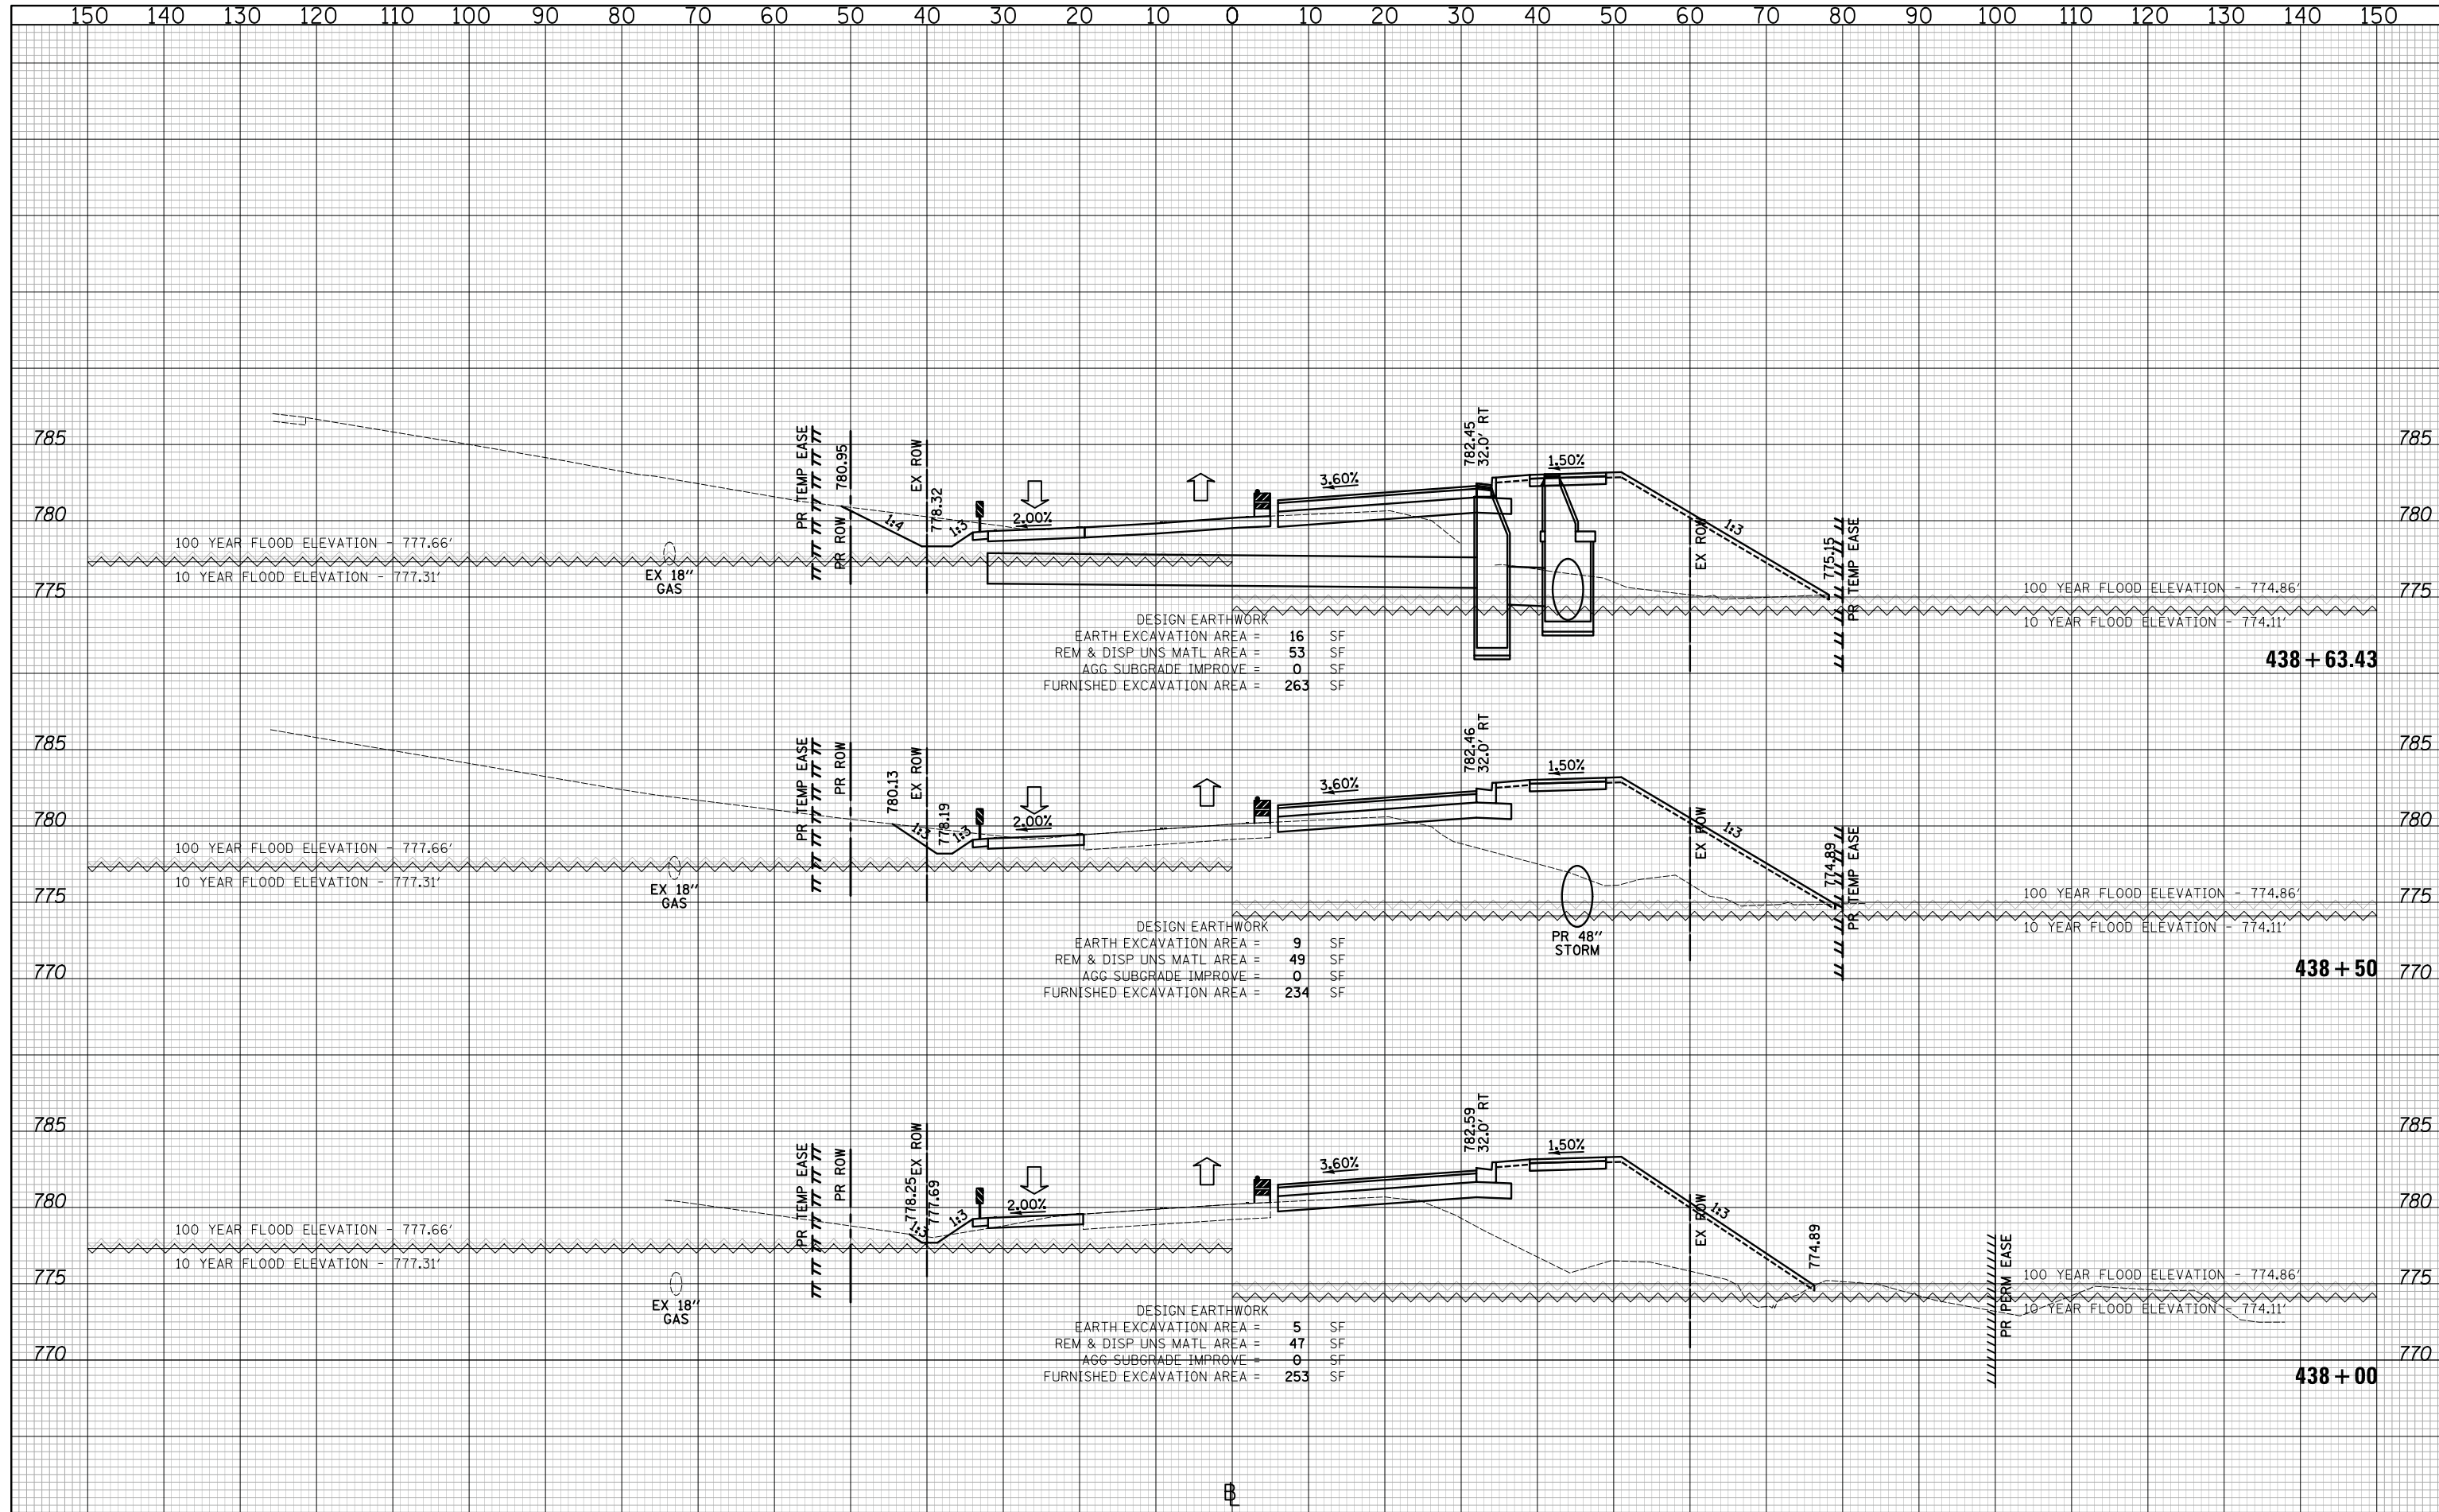 150 140 130 120 110 100 90 80 70 60 50 40 30 20 10 0 10 20 30 40 50 60 70 80 90 100 110 120 130 140 150
785 785
780 780
775 775
PR TEMP EASE
PR ROW
780.95
EX ROW
778.32
1:4
1:3
2.00%
3.60%
782.45
32.0' RT
1.50%
EX ROW
1:3
775.15
PR TEMP EASE
100 YEAR FLOOD ELEVATION - 777.66'
10 YEAR FLOOD ELEVATION - 777.31'
EX 18"
GAS
100 YEAR FLOOD ELEVATION - 774.86'
10 YEAR FLOOD ELEVATION - 774.11'
DESIGN EARTHWORK
EARTH EXCAVATION AREA = 16 SF
REM & DISP UNS MATL AREA = 53 SF
AGG SUBGRADE IMPROVE = 0 SF
FURNISHED EXCAVATION AREA = 263 SF
438+63.43
785 785
780 780
775 775
770 770
PR TEMP EASE
PR ROW
780.13
EX ROW
778.19
1:3
1:3
2.00%
3.60%
782.46
32.0' RT
1.50%
EX ROW
1:3
774.89
PR TEMP EASE
100 YEAR FLOOD ELEVATION - 777.66'
10 YEAR FLOOD ELEVATION - 777.31'
EX 18"
GAS
PR 48"
STORM
100 YEAR FLOOD ELEVATION - 774.86'
10 YEAR FLOOD ELEVATION - 774.11'
DESIGN EARTHWORK
EARTH EXCAVATION AREA = 9 SF
REM & DISP UNS MATL AREA = 49 SF
AGG SUBGRADE IMPROVE = 0 SF
FURNISHED EXCAVATION AREA = 234 SF
438+50
785 785
780 780
775 775
770 770
PR TEMP EASE
PR ROW
778.25
EX ROW
777.69
1:3
1:3
2.00%
3.60%
782.59
32.0' RT
1.50%
EX ROW
1:3
774.89
PR PERM EASE
100 YEAR FLOOD ELEVATION - 777.66'
10 YEAR FLOOD ELEVATION - 777.31'
EX 18"
GAS
100 YEAR FLOOD ELEVATION - 774.86'
10 YEAR FLOOD ELEVATION - 774.11'
DESIGN EARTHWORK
EARTH EXCAVATION AREA = 5 SF
REM & DISP UNS MATL AREA = 47 SF
AGG SUBGRADE IMPROVE = 0 SF
FURNISHED EXCAVATION AREA = 253 SF
438+00
BL